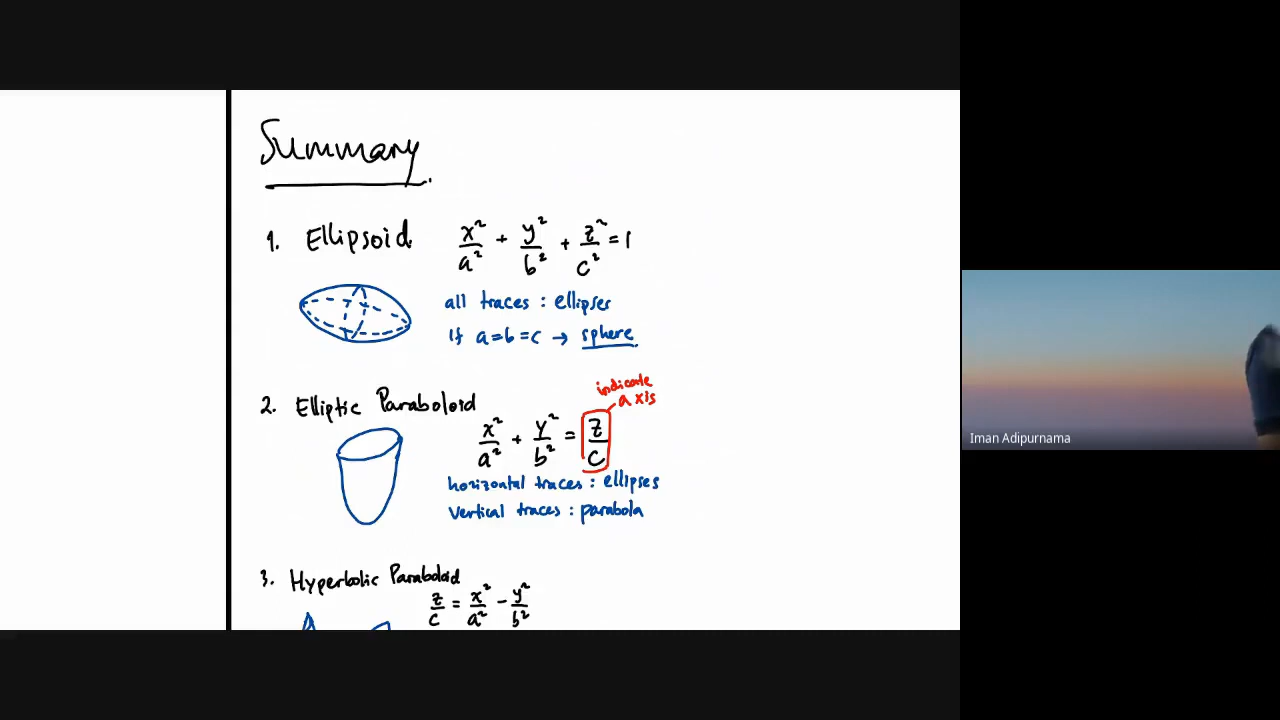 Summary
1. Ellipsoid x²/a² + y²/b² + z²/c² = 1
all traces : ellipses
If a=b=c → sphere.
indicate
axis
2. Elliptic Paraboloid
x²/a² + y²/b² = z/c
horizontal traces : ellipses
vertical traces : parabola
3. Hyperbolic Paraboloid
z/c = x²/a² - y²/b²
Iman Adipurnama